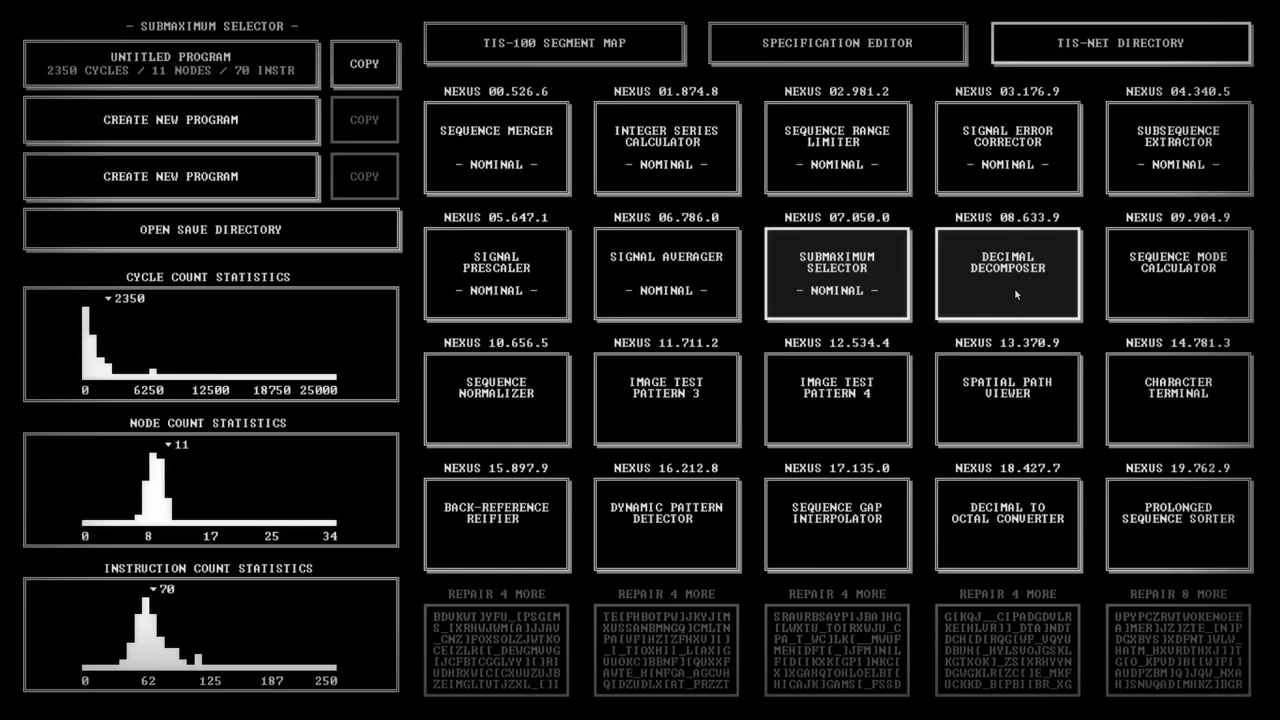 — SUBMAXIMUM SELECTOR —
UNTITLED PROGRAM
2350 CYCLES / 11 NODES / 70 INSTR
COPY
CREATE NEW PROGRAM
COPY
CREATE NEW PROGRAM
COPY
OPEN SAVE DIRECTORY
CYCLE COUNT STATISTICS
2350
0 6250 12500 18750 25000
NODE COUNT STATISTICS
11
0 8 17 25 34
INSTRUCTION COUNT STATISTICS
70
0 62 125 187 250
TIS-100 SEGMENT MAP
SPECIFICATION EDITOR
TIS-NET DIRECTORY
NEXUS 00.526.6
SEQUENCE MERGER
— NOMINAL —
NEXUS 01.874.8
INTEGER SERIES
CALCULATOR
— NOMINAL —
NEXUS 02.981.2
SEQUENCE RANGE
LIMITER
— NOMINAL —
NEXUS 03.176.9
SIGNAL ERROR
CORRECTOR
— NOMINAL —
NEXUS 04.340.5
SUBSEQUENCE
EXTRACTOR
— NOMINAL —
NEXUS 05.647.1
SIGNAL
PRESCALER
— NOMINAL —
NEXUS 06.786.0
SIGNAL AVERAGER
— NOMINAL —
NEXUS 07.050.0
SUBMAXIMUM
SELECTOR
— NOMINAL —
NEXUS 08.633.9
DECIMAL
DECOMPOSER
NEXUS 09.904.9
SEQUENCE MODE
CALCULATOR
NEXUS 10.656.5
SEQUENCE
NORMALIZER
NEXUS 11.711.2
IMAGE TEST
PATTERN 3
NEXUS 12.534.4
IMAGE TEST
PATTERN 4
NEXUS 13.370.9
SPATIAL PATH
VIEWER
NEXUS 14.781.3
CHARACTER
TERMINAL
NEXUS 15.897.9
BACK-REFERENCE
REIFIER
NEXUS 16.212.8
DYNAMIC PATTERN
DETECTOR
NEXUS 17.135.0
SEQUENCE GAP
INTERPOLATOR
NEXUS 18.427.7
DECIMAL TO
OCTAL CONVERTER
NEXUS 19.762.9
PROLONGED
SEQUENCE SORTER
REPAIR 4 MORE
REPAIR 4 MORE
REPAIR 4 MORE
REPAIR 4 MORE
REPAIR 8 MORE